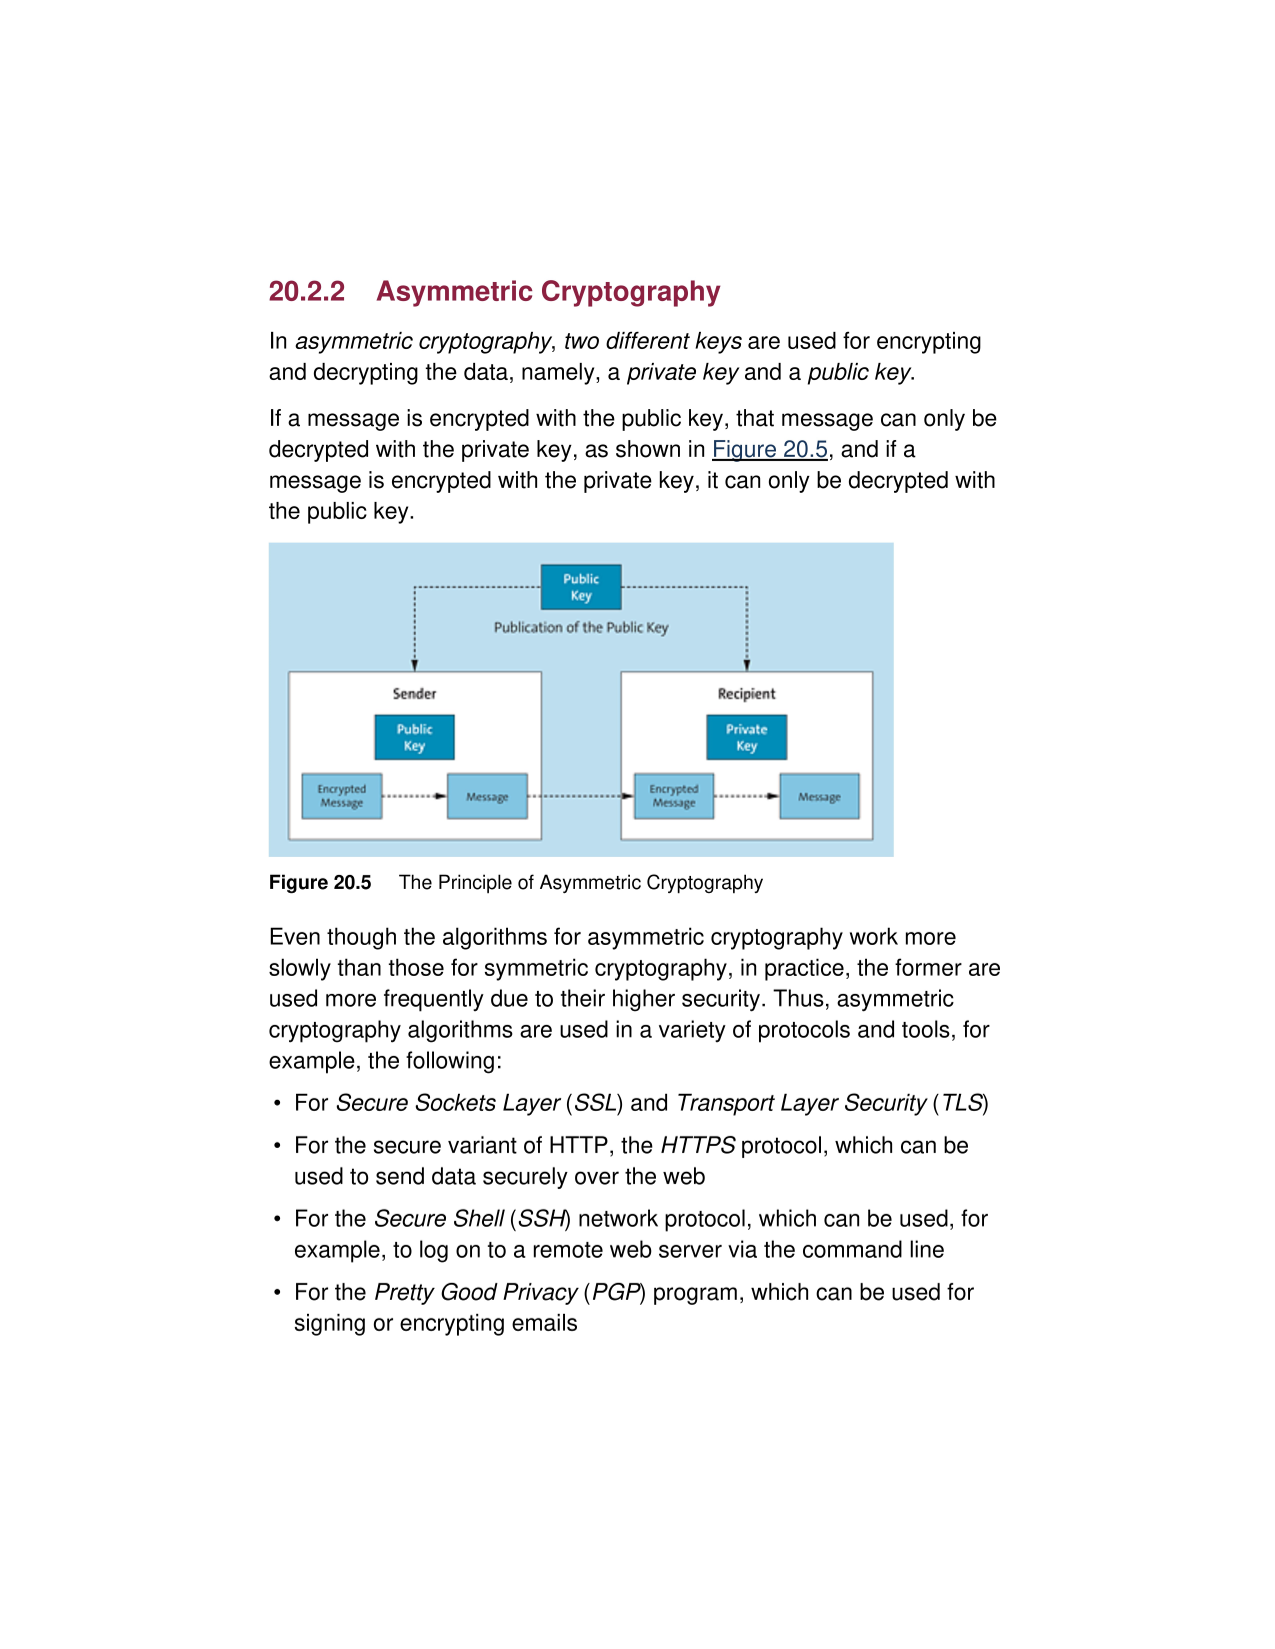 20.2.2 Asymmetric Cryptography
In asymmetric cryptography, two different keys are used for encrypting
and decrypting the data, namely, a private key and a public key.
If a message is encrypted with the public key, that message can only be
decrypted with the private key, as shown in Figure 20.5, and if a
message is encrypted with the private key, it can only be decrypted with
the public key.
Public
Key
Publication of the Public Key
Sender
Public
Key
Encrypted
Message
Message
Recipient
Private
Key
Encrypted
Message
Message
Figure 20.5 The Principle of Asymmetric Cryptography
Even though the algorithms for asymmetric cryptography work more
slowly than those for symmetric cryptography, in practice, the former are
used more frequently due to their higher security. Thus, asymmetric
cryptography algorithms are used in a variety of protocols and tools, for
example, the following:
• For Secure Sockets Layer (SSL) and Transport Layer Security (TLS)
• For the secure variant of HTTP, the HTTPS protocol, which can be
used to send data securely over the web
• For the Secure Shell (SSH) network protocol, which can be used, for
example, to log on to a remote web server via the command line
• For the Pretty Good Privacy (PGP) program, which can be used for
signing or encrypting emails